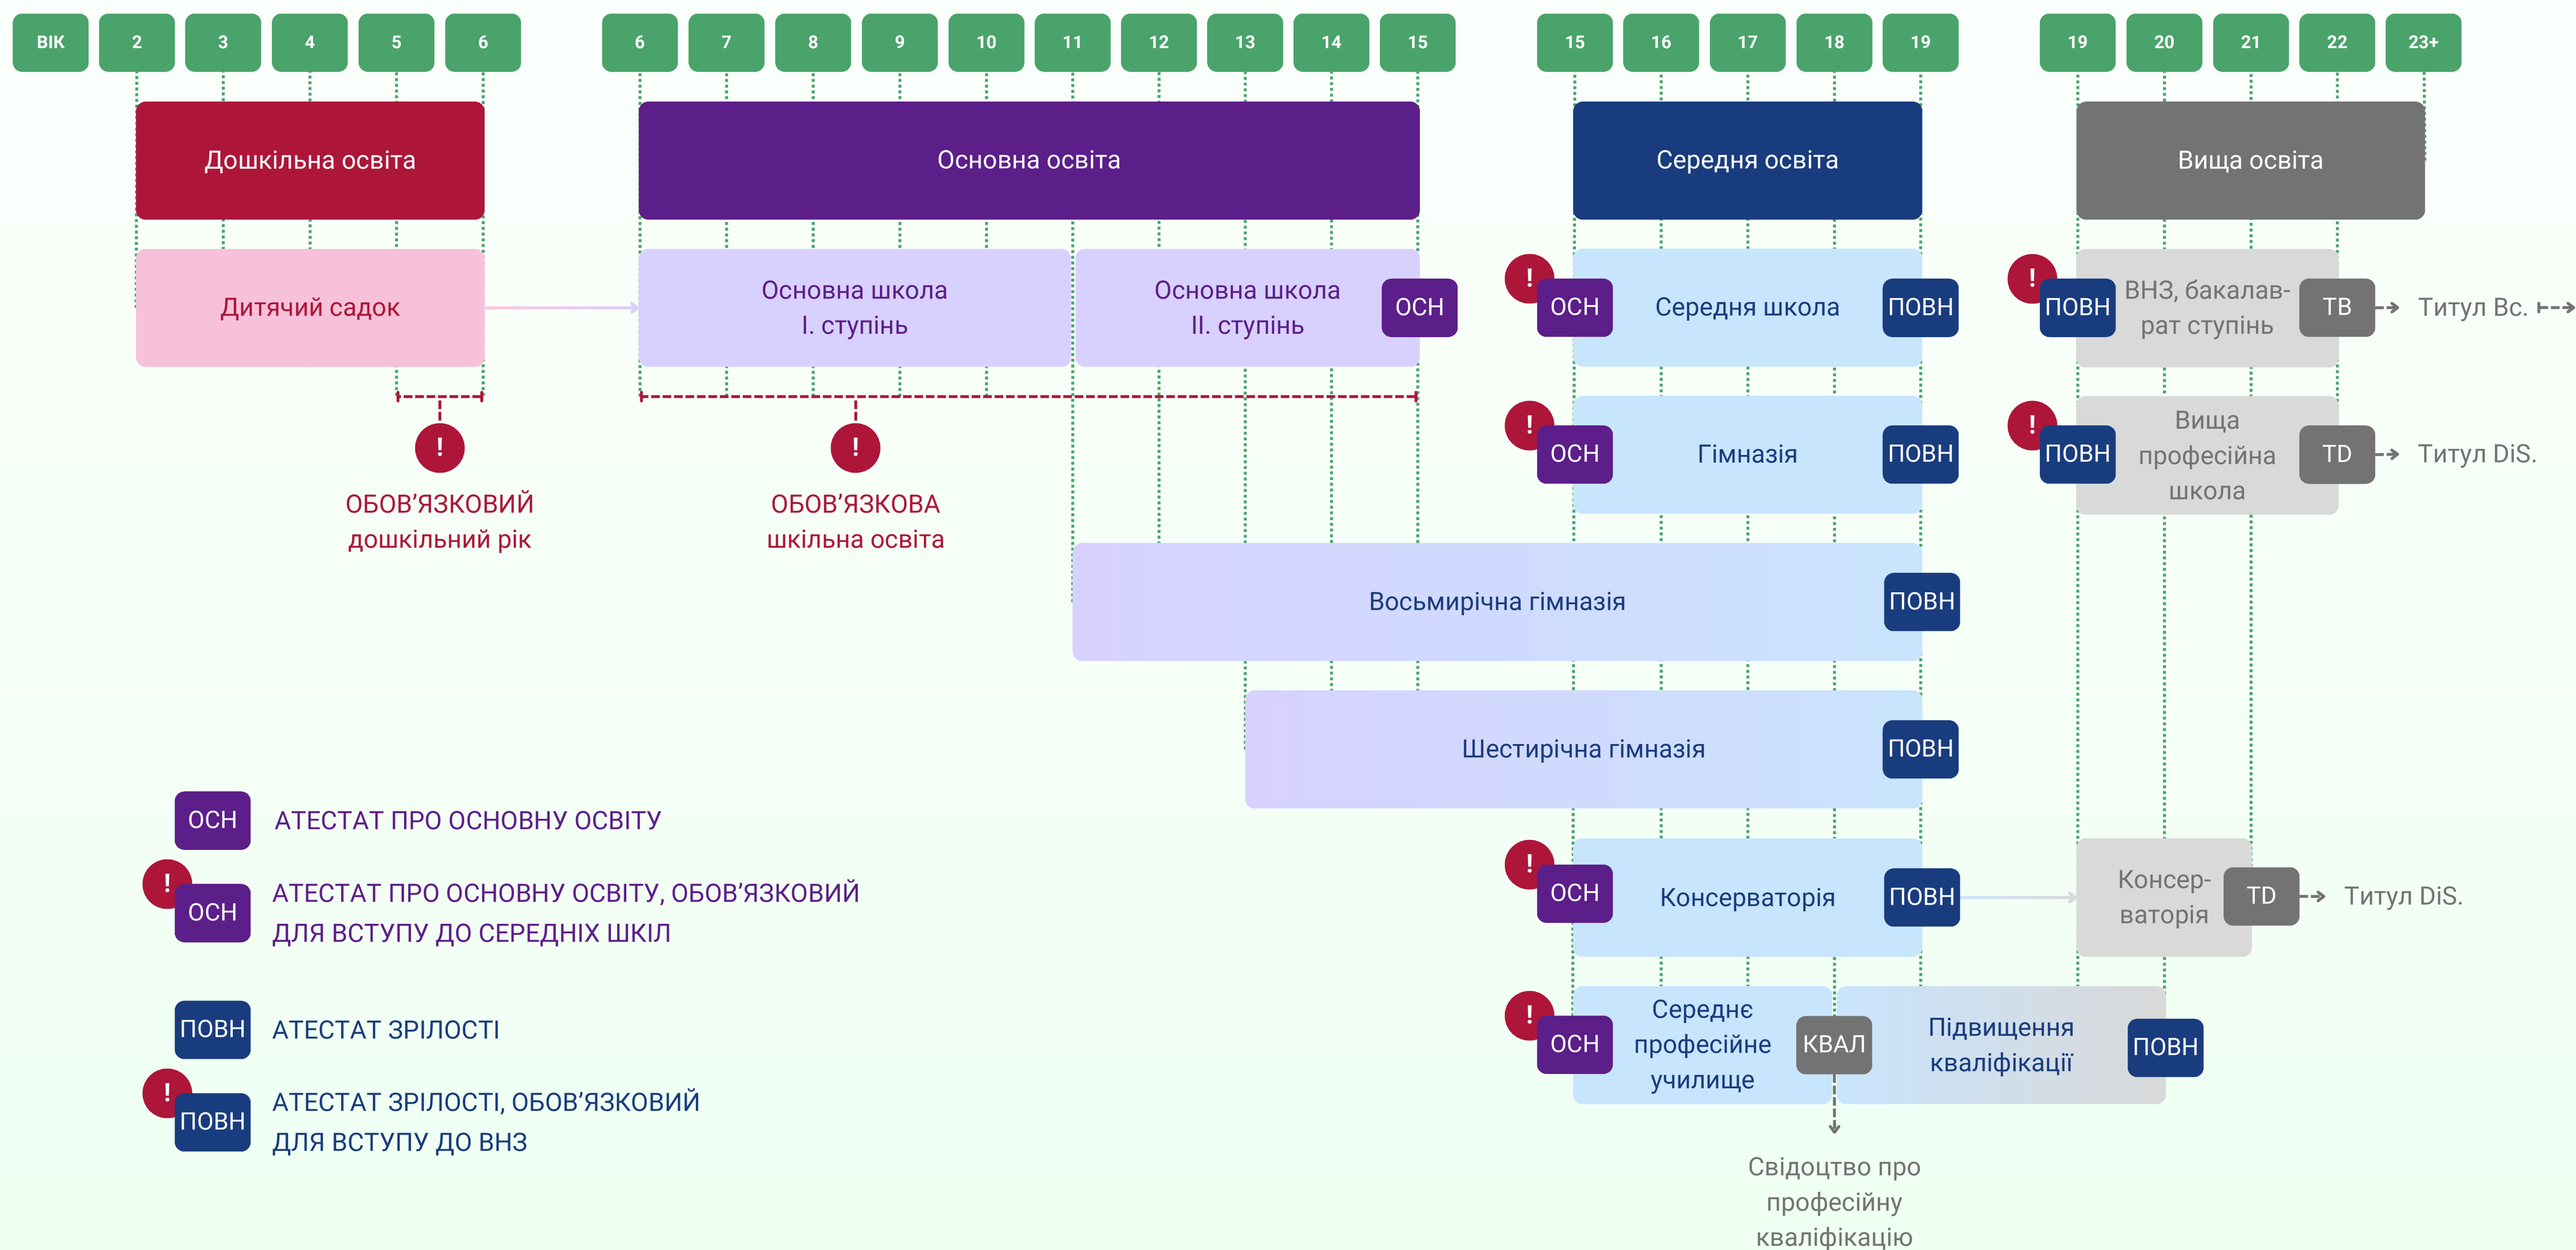 ВІК 2 3 4 5 6 6 7 8 9 10 11 12 13 14 15 15 16 17 18 19 19 20 21 22 23+
Дошкільна освіта
Основна освіта
Середня освіта
Вища освіта
Дитячий садок
Основна школа
I. ступінь
Основна школа
II. ступінь
ОСН
!
ОСН
Середня школа
ПОВН
!
ПОВН
ВНЗ, бакалав-
рат ступінь
TB
Титул Bc.
!
ОБОВ’ЯЗКОВИЙ
дошкільний рік
!
ОБОВ’ЯЗКОВА
шкільна освіта
!
ОСН
Гімназія
ПОВН
!
ПОВН
Вища
професійна
школа
TD
Титул DiS.
Восьмирічна гімназія
ПОВН
Шестирічна гімназія
ПОВН
!
ОСН
Консерваторія
ПОВН
Консер-
ваторія
TD
Титул DiS.
!
ОСН
Середнє
професійне
училище
КВАЛ
Підвищення
кваліфікації
ПОВН
Свідоцтво про
професійну
кваліфікацію
ОСН
АТЕСТАТ ПРО ОСНОВНУ ОСВІТУ
!
ОСН
АТЕСТАТ ПРО ОСНОВНУ ОСВІТУ, ОБОВ’ЯЗКОВИЙ
ДЛЯ ВСТУПУ ДО СЕРЕДНІХ ШКІЛ
ПОВН
АТЕСТАТ ЗРІЛОСТІ
!
ПОВН
АТЕСТАТ ЗРІЛОСТІ, ОБОВ’ЯЗКОВИЙ
ДЛЯ ВСТУПУ ДО ВНЗ